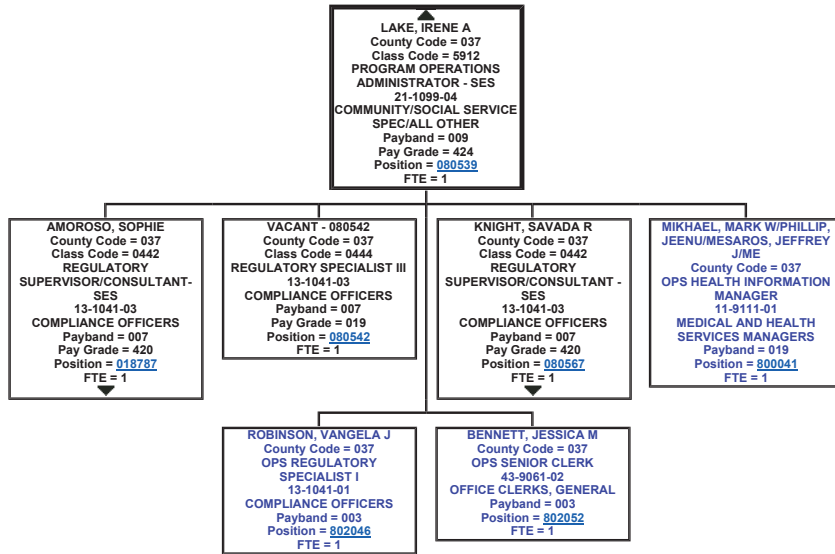 LAKE, IRENE A
County Code = 037
Class Code = 5912
PROGRAM OPERATIONS
ADMINISTRATOR - SES
21-1099-04
COMMUNITY/SOCIAL SERVICE
SPEC/ALL OTHER
Payband = 009
Pay Grade = 424
Position = 080539
FTE = 1
AMOROSO, SOPHIE
County Code = 037
Class Code = 0442
REGULATORY
SUPERVISOR/CONSULTANT-
SES
13-1041-03
COMPLIANCE OFFICERS
Payband = 007
Pay Grade = 420
Position = 018787
FTE = 1
VACANT - 080542
County Code = 037
Class Code = 0444
REGULATORY SPECIALIST III
13-1041-03
COMPLIANCE OFFICERS
Payband = 007
Pay Grade = 019
Position = 080542
FTE = 1
KNIGHT, SAVADA R
County Code = 037
Class Code = 0442
REGULATORY
SUPERVISOR/CONSULTANT -
SES
13-1041-03
COMPLIANCE OFFICERS
Payband = 007
Pay Grade = 420
Position = 080567
FTE = 1
MIKHAEL, MARK W/PHILLIP,
JEENU/MESAROS, JEFFREY
J/ME
County Code = 037
OPS HEALTH INFORMATION
MANAGER
11-9111-01
MEDICAL AND HEALTH
SERVICES MANAGERS
Payband = 019
Position = 800041
FTE = 1
ROBINSON, VANGELA J
County Code = 037
OPS REGULATORY
SPECIALIST I
13-1041-01
COMPLIANCE OFFICERS
Payband = 003
Position = 802046
FTE = 1
BENNETT, JESSICA M
County Code = 037
OPS SENIOR CLERK
43-9061-02
OFFICE CLERKS, GENERAL
Payband = 003
Position = 802052
FTE = 1